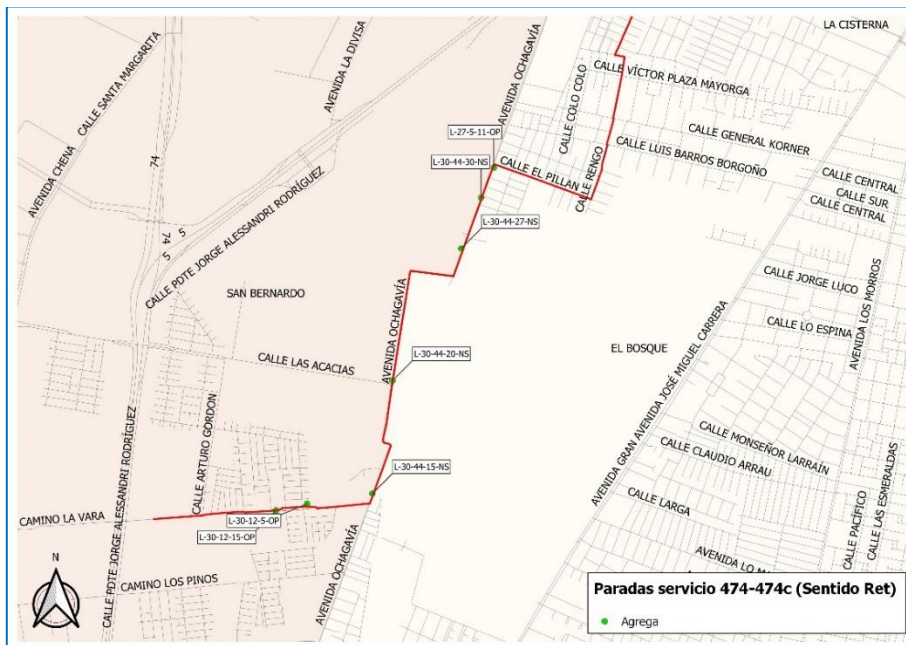 LA CISTERNA
CALLE VÍCTOR PLAZA MAYORGA
CALLE GENERAL KORNER
CALLE LUIS BARROS BORGOÑO
CALLE CENTRAL
CALLE SUR
CALLE CENTRAL
CALLE COLO COLO
AVENIDA OCHAGAVÍA
AVENIDA LA DIVISA
CALLE SANTA MARGARITA
AVENIDA CHENA
74
74
5
5
CALLE PDTE JORGE ALESSANDRI RODRÍGUEZ
L-27-5-11-OP
L-30-44-30-NS
CALLE EL PILLAN
CALLE RENGO
L-30-44-27-NS
SAN BERNARDO
CALLE JORGE LUCO
CALLE LO ESPINA
AVENIDA LOS MORROS
AVENIDA OCHAGAVÍA
EL BOSQUE
CALLE LAS ACACIAS
L-30-44-20-NS
AVENIDA GRAN AVENIDA JOSÉ MIGUEL CARRERA
CALLE ARTURO GORDON
CALLE MONSEÑOR LARRAÍN
CALLE CLAUDIO ARRAU
L-30-44-15-NS
CALLE LARGA
CALLE PACÍFICO
CALLE LAS ESMERALDAS
CAMINO LA VARA
L-30-12-5-OP
L-30-12-15-OP
CALLE PDTE JORGE ALESSANDRI RODRÍGUEZ
AVENIDA OCHAGAVÍA
CAMINO LOS PINOS
AVENIDA LO M
N
Paradas servicio 474-474c (Sentido Ret)
Agrega